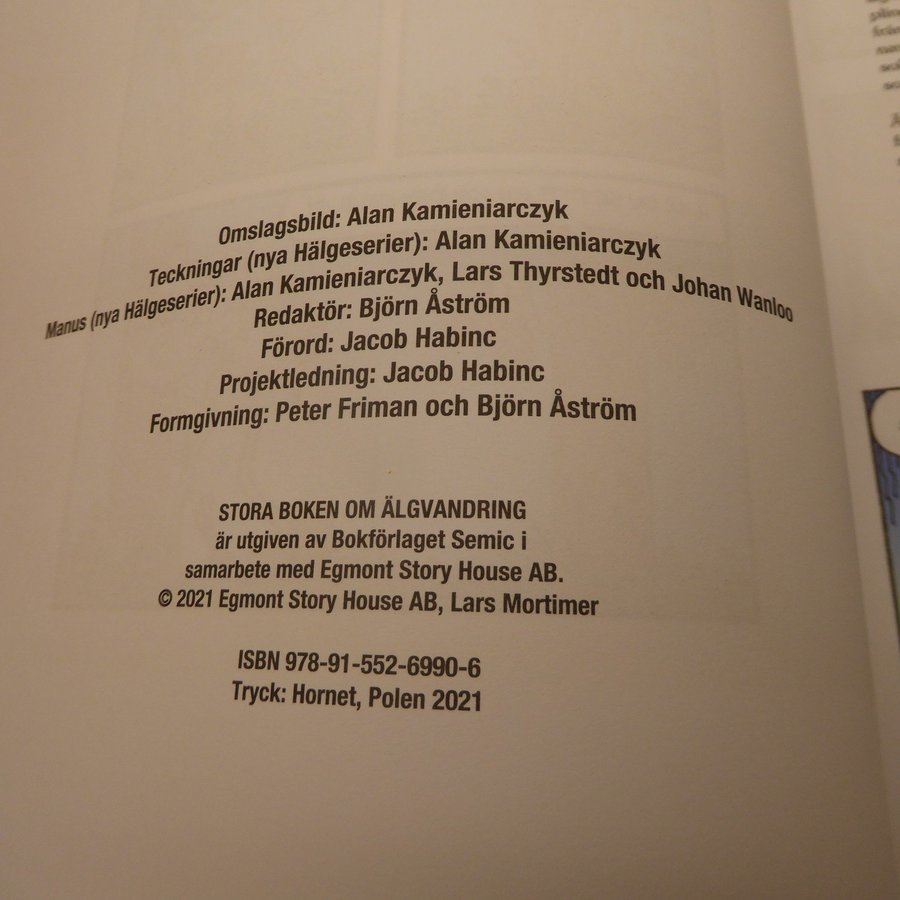 Omslagsbild: Alan Kamieniarczyk
Teckningar (nya Hälgeserier): Alan Kamieniarczyk
Manus (nya Hälgeserier): Alan Kamieniarczyk, Lars Thyrstedt och Johan Wanloo
Redaktör: Björn Åström
Förord: Jacob Habinc
Projektledning: Jacob Habinc
Formgivning: Peter Friman och Björn Åström
STORA BOKEN OM ÄLGVANDRING
är utgiven av Bokförlaget Semic i
samarbete med Egmont Story House AB.
© 2021 Egmont Story House AB, Lars Mortimer
ISBN 978-91-552-6990-6
Tryck: Hornet, Polen 2021